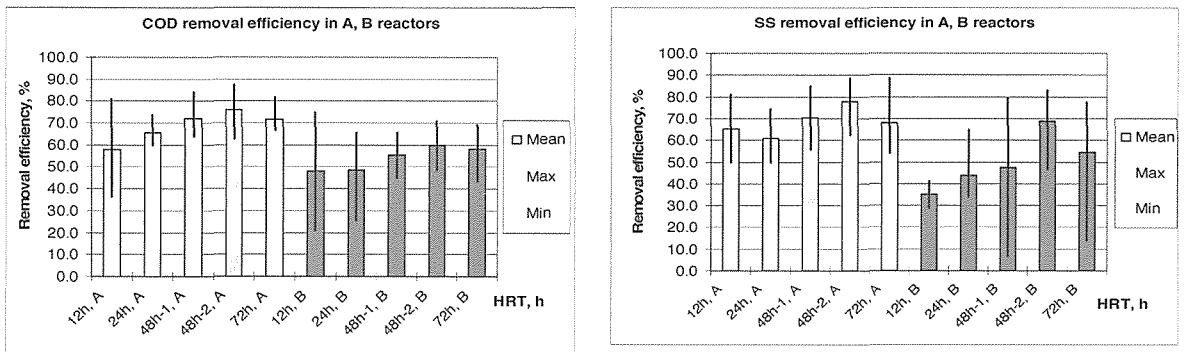 COD removal efficiency in A, B reactors
Removal efficiency, %
100.0
90.0
80.0
70.0
60.0
50.0
40.0
30.0
20.0
10.0
0.0
12h, A
24h, A
48h-1, A
48h-2, A
72h, A
12h, B
24h, B
48h-1, B
48h-2, B
72h, B
HRT, h
Mean
Max
Min
SS removal efficiency in A, B reactors
Removal efficiency, %
100.0
90.0
80.0
70.0
60.0
50.0
40.0
30.0
20.0
10.0
0.0
12h, A
24h, A
48h-1, A
48h-2, A
72h, A
12h, B
24h, B
48h-1, B
48h-2, B
72h, B
HRT, h
Mean
Max
Min